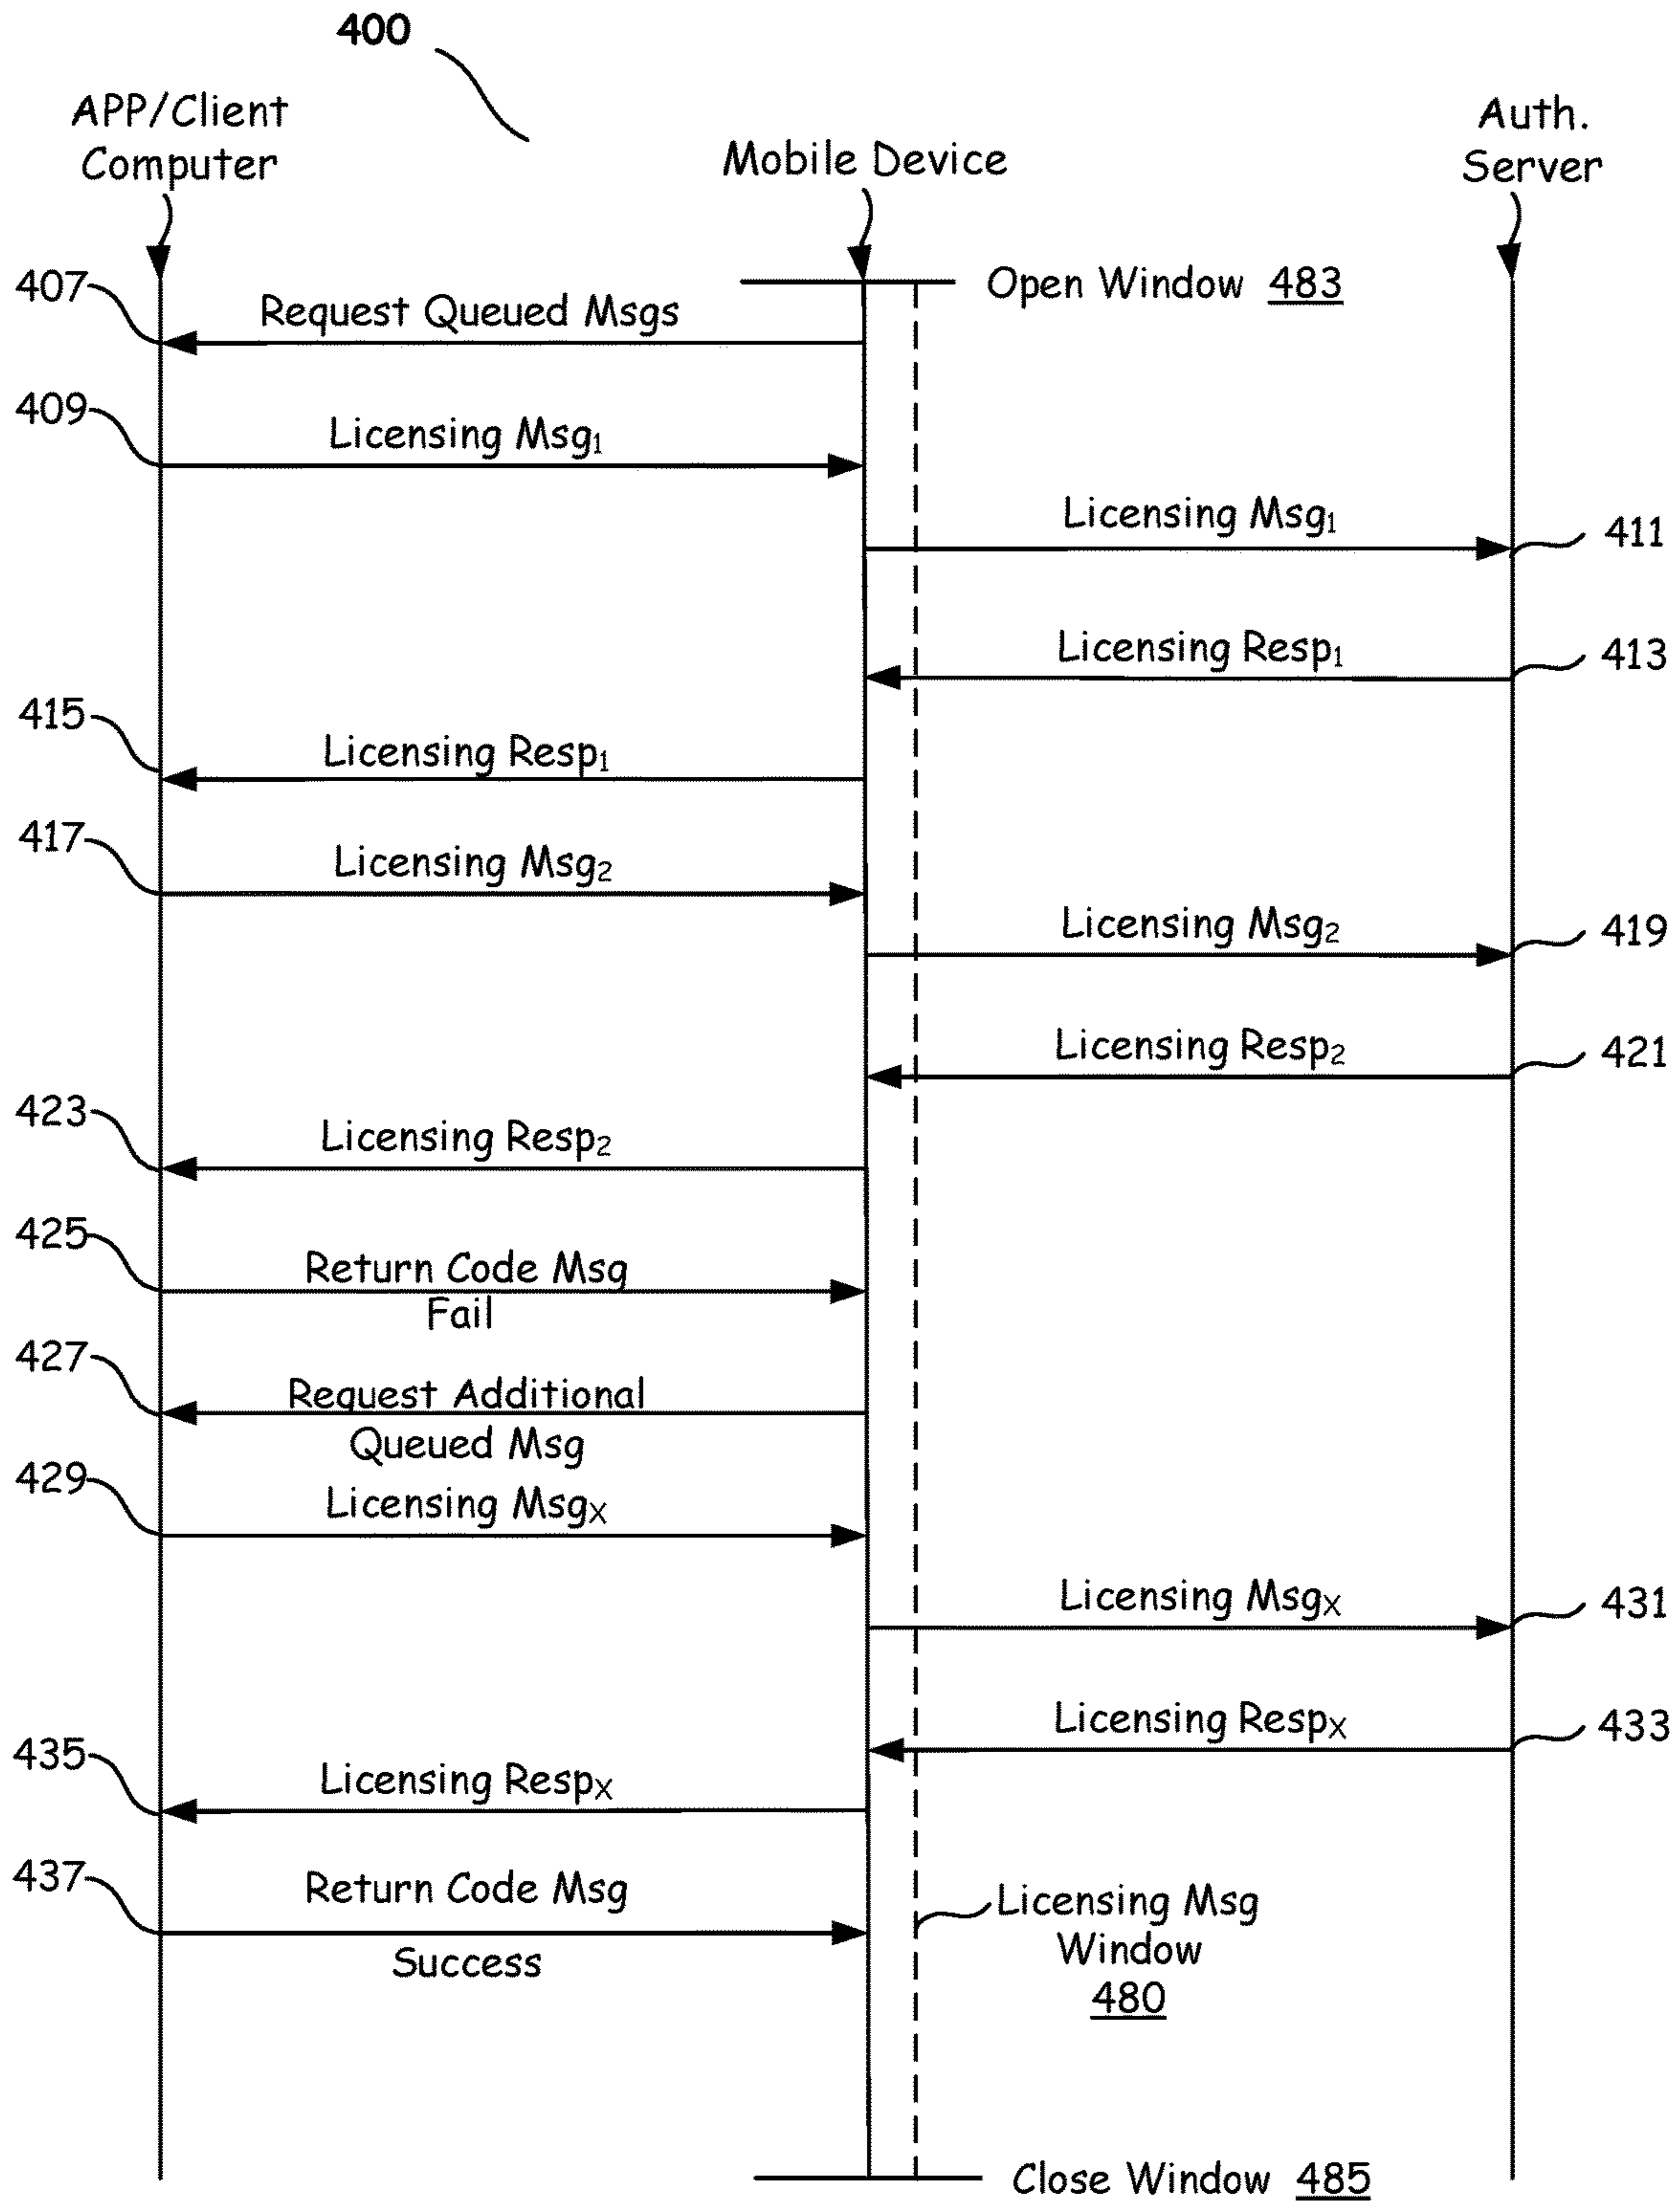 400
APP/Client
Computer
Mobile Device
Auth.
Server
Open Window 483
407
Request Queued Msgs
409
Licensing Msg1
Licensing Msg1
411
Licensing Resp1
413
415
Licensing Resp1
417
Licensing Msg2
Licensing Msg2
419
Licensing Resp2
421
423
Licensing Resp2
425
Return Code Msg
Fail
427
Request Additional
Queued Msg
429
Licensing MsgX
Licensing MsgX
431
Licensing RespX
433
435
Licensing RespX
437
Return Code Msg
Success
Licensing Msg
Window
480
Close Window 485